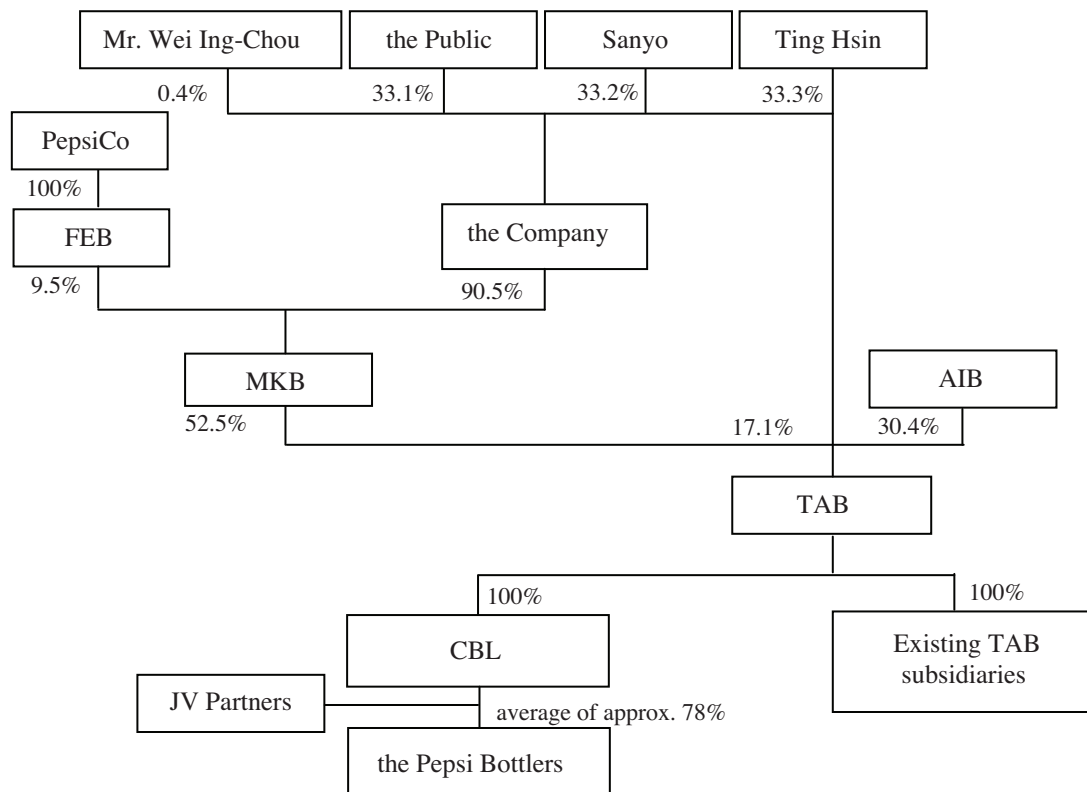 Mr. Wei Ing-Chou
the Public
Sanyo
Ting Hsin
0.4%
33.1%
33.2%
33.3%
PepsiCo
100%
FEB
the Company
9.5%
90.5%
MKB
AIB
52.5%
17.1%
30.4%
TAB
100%
100%
CBL
Existing TAB
subsidiaries
JV Partners
average of approx. 78%
the Pepsi Bottlers